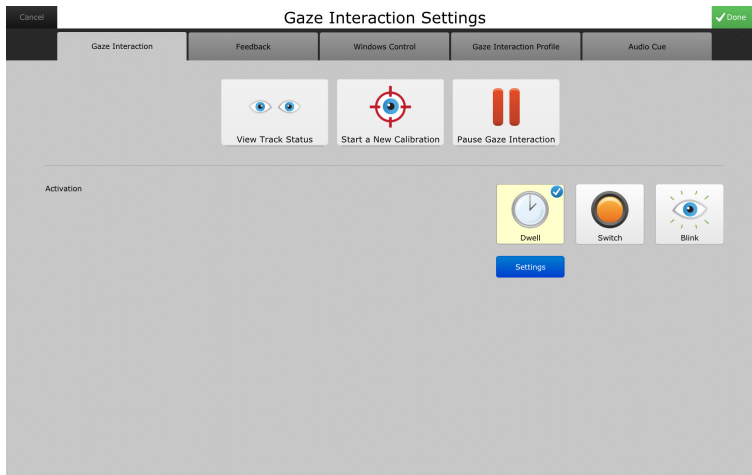 Cancel
Gaze Interaction Settings
Done
Gaze Interaction
Feedback
Windows Control
Gaze Interaction Profile
Audio Cue
View Track Status
Start a New Calibration
Pause Gaze Interaction
Activation
Dwell
Switch
Blink
Settings